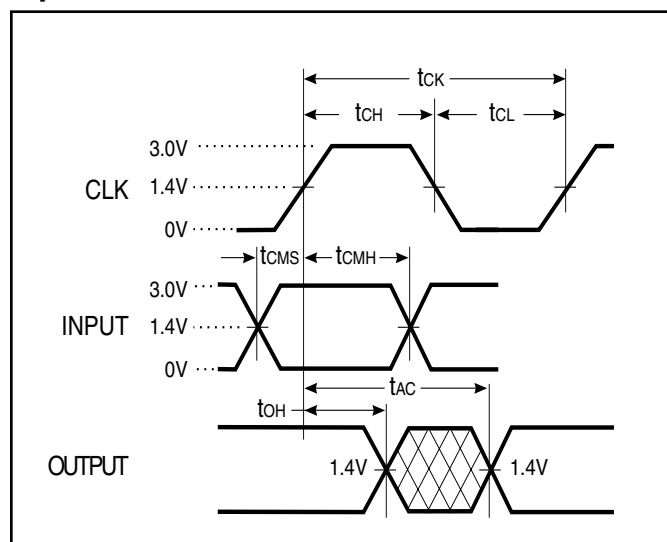 tCK
tCH tCL
3.0V
CLK 1.4V
0V
tCMS tCMH
3.0V
INPUT 1.4V
0V
tAC
tOH
OUTPUT 1.4V 1.4V